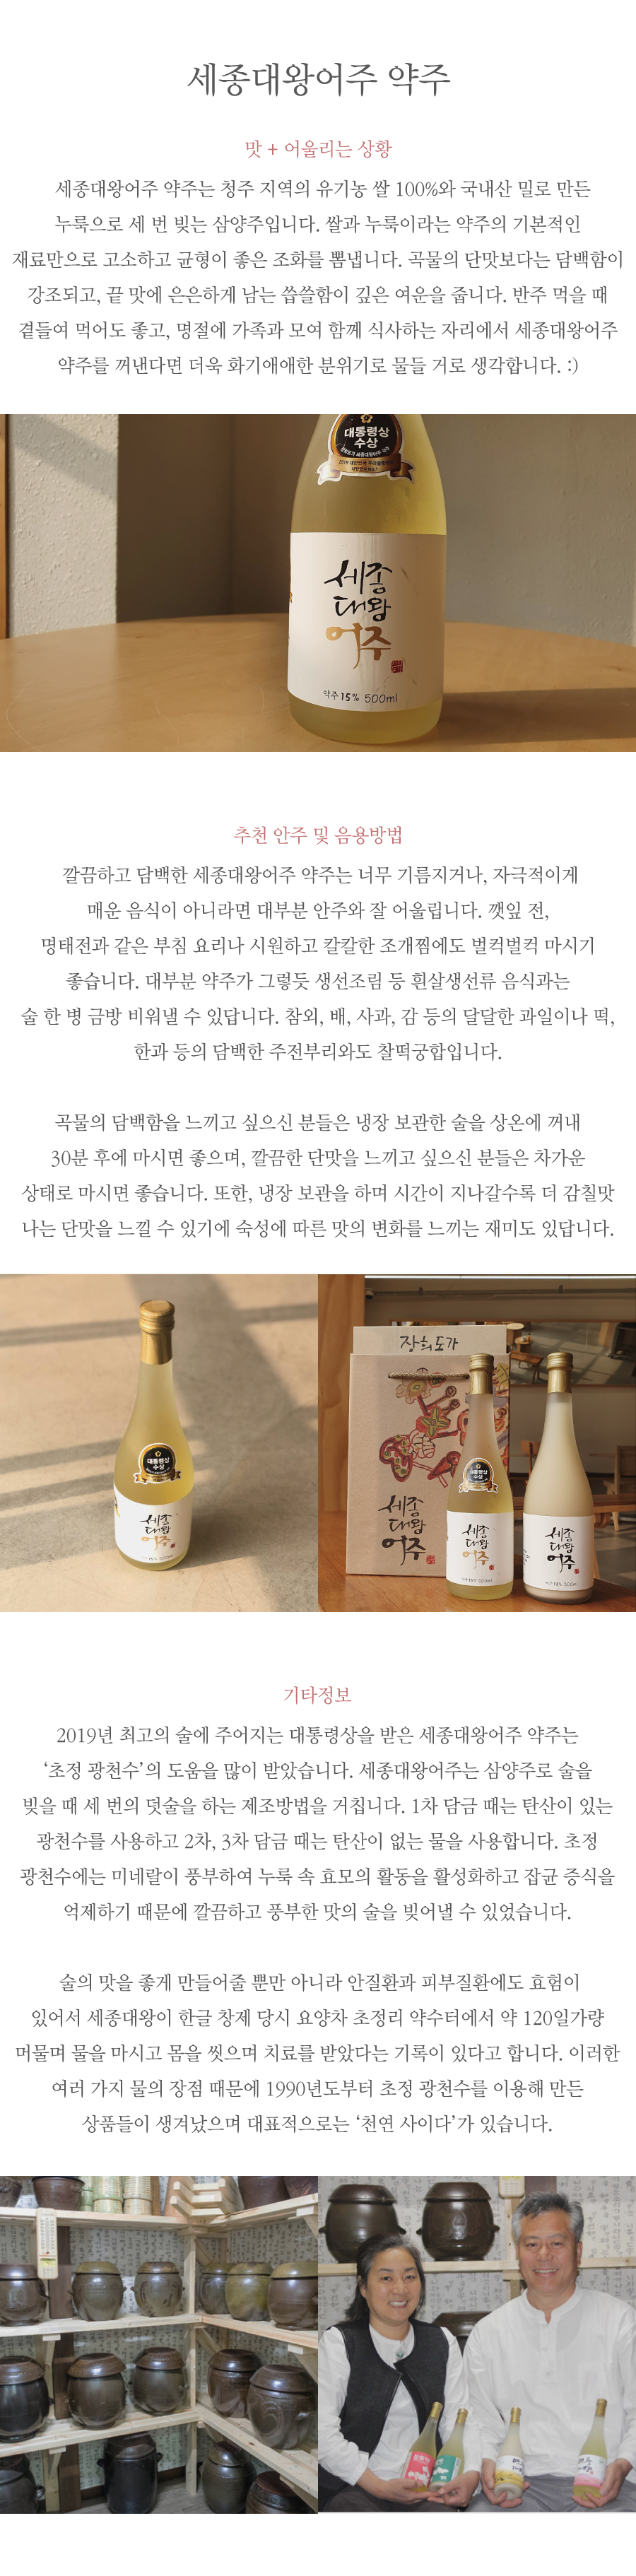 세종대왕어주 약주
맛 + 어울리는 상황
세종대왕어주 약주는 청주 지역의 유기농 쌀 100%와 국내산 밀로 만든
누룩으로 세 번 빚는 삼양주입니다. 쌀과 누룩이라는 약주의 기본적인
재료만으로 고소하고 균형이 좋은 조화를 뽐냅니다. 곡물의 단맛보다는 담백함이
강조되고, 끝 맛에 은은하게 남는 씁쓸함이 깊은 여운을 줍니다. 반주 먹을 때
곁들여 먹어도 좋고, 명절에 가족과 모여 함께 식사하는 자리에서 세종대왕어주
약주를 꺼낸다면 더욱 화기애애한 분위기로 물들 거로 생각합니다. :)
대통령상
수상
세종
대왕
어주
약주 15% 500ml
추천 안주 및 음용방법
깔끔하고 담백한 세종대왕어주 약주는 너무 기름지거나, 자극적이게
매운 음식이 아니라면 대부분 안주와 잘 어울립니다. 깻잎 전,
명태전과 같은 부침 요리나 시원하고 칼칼한 조개찜에도 벌컥벌컥 마시기
좋습니다. 대부분 약주가 그렇듯 생선조림 등 흰살생선류 음식과는
술 한 병 금방 비워낼 수 있답니다. 참외, 배, 사과, 감 등의 달달한 과일이나 떡,
한과 등의 담백한 주전부리와도 찰떡궁합입니다.
곡물의 담백함을 느끼고 싶으신 분들은 냉장 보관한 술을 상온에 꺼내
30분 후에 마시면 좋으며, 깔끔한 단맛을 느끼고 싶으신 분들은 차가운
상태로 마시면 좋습니다. 또한, 냉장 보관을 하며 시간이 지나갈수록 더 감칠맛
나는 단맛을 느낄 수 있기에 숙성에 따른 맛의 변화를 느끼는 재미도 있답니다.
대통령상
수상
세종
대왕
어주
장희도가
세종
대왕
어주
대통령상
수상
세종
대왕
어주
세종
대왕
어주
기타정보
2019년 최고의 술에 주어지는 대통령상을 받은 세종대왕어주 약주는
‘초정 광천수’의 도움을 많이 받았습니다. 세종대왕어주는 삼양주로 술을
빚을 때 세 번의 덧술을 하는 제조방법을 거칩니다. 1차 담금 때는 탄산이 있는
광천수를 사용하고 2차, 3차 담금 때는 탄산이 없는 물을 사용합니다. 초정
광천수에는 미네랄이 풍부하여 누룩 속 효모의 활동을 활성화하고 잡균 증식을
억제하기 때문에 깔끔하고 풍부한 맛의 술을 빚어낼 수 있었습니다.
술의 맛을 좋게 만들어줄 뿐만 아니라 안질환과 피부질환에도 효험이
있어서 세종대왕이 한글 창제 당시 요양차 초정리 약수터에서 약 120일가량
머물며 물을 마시고 몸을 씻으며 치료를 받았다는 기록이 있다고 합니다. 이러한
여러 가지 물의 장점 때문에 1990년도부터 초정 광천수를 이용해 만든
상품들이 생겨났으며 대표적으로는 ‘천연 사이다’가 있습니다.